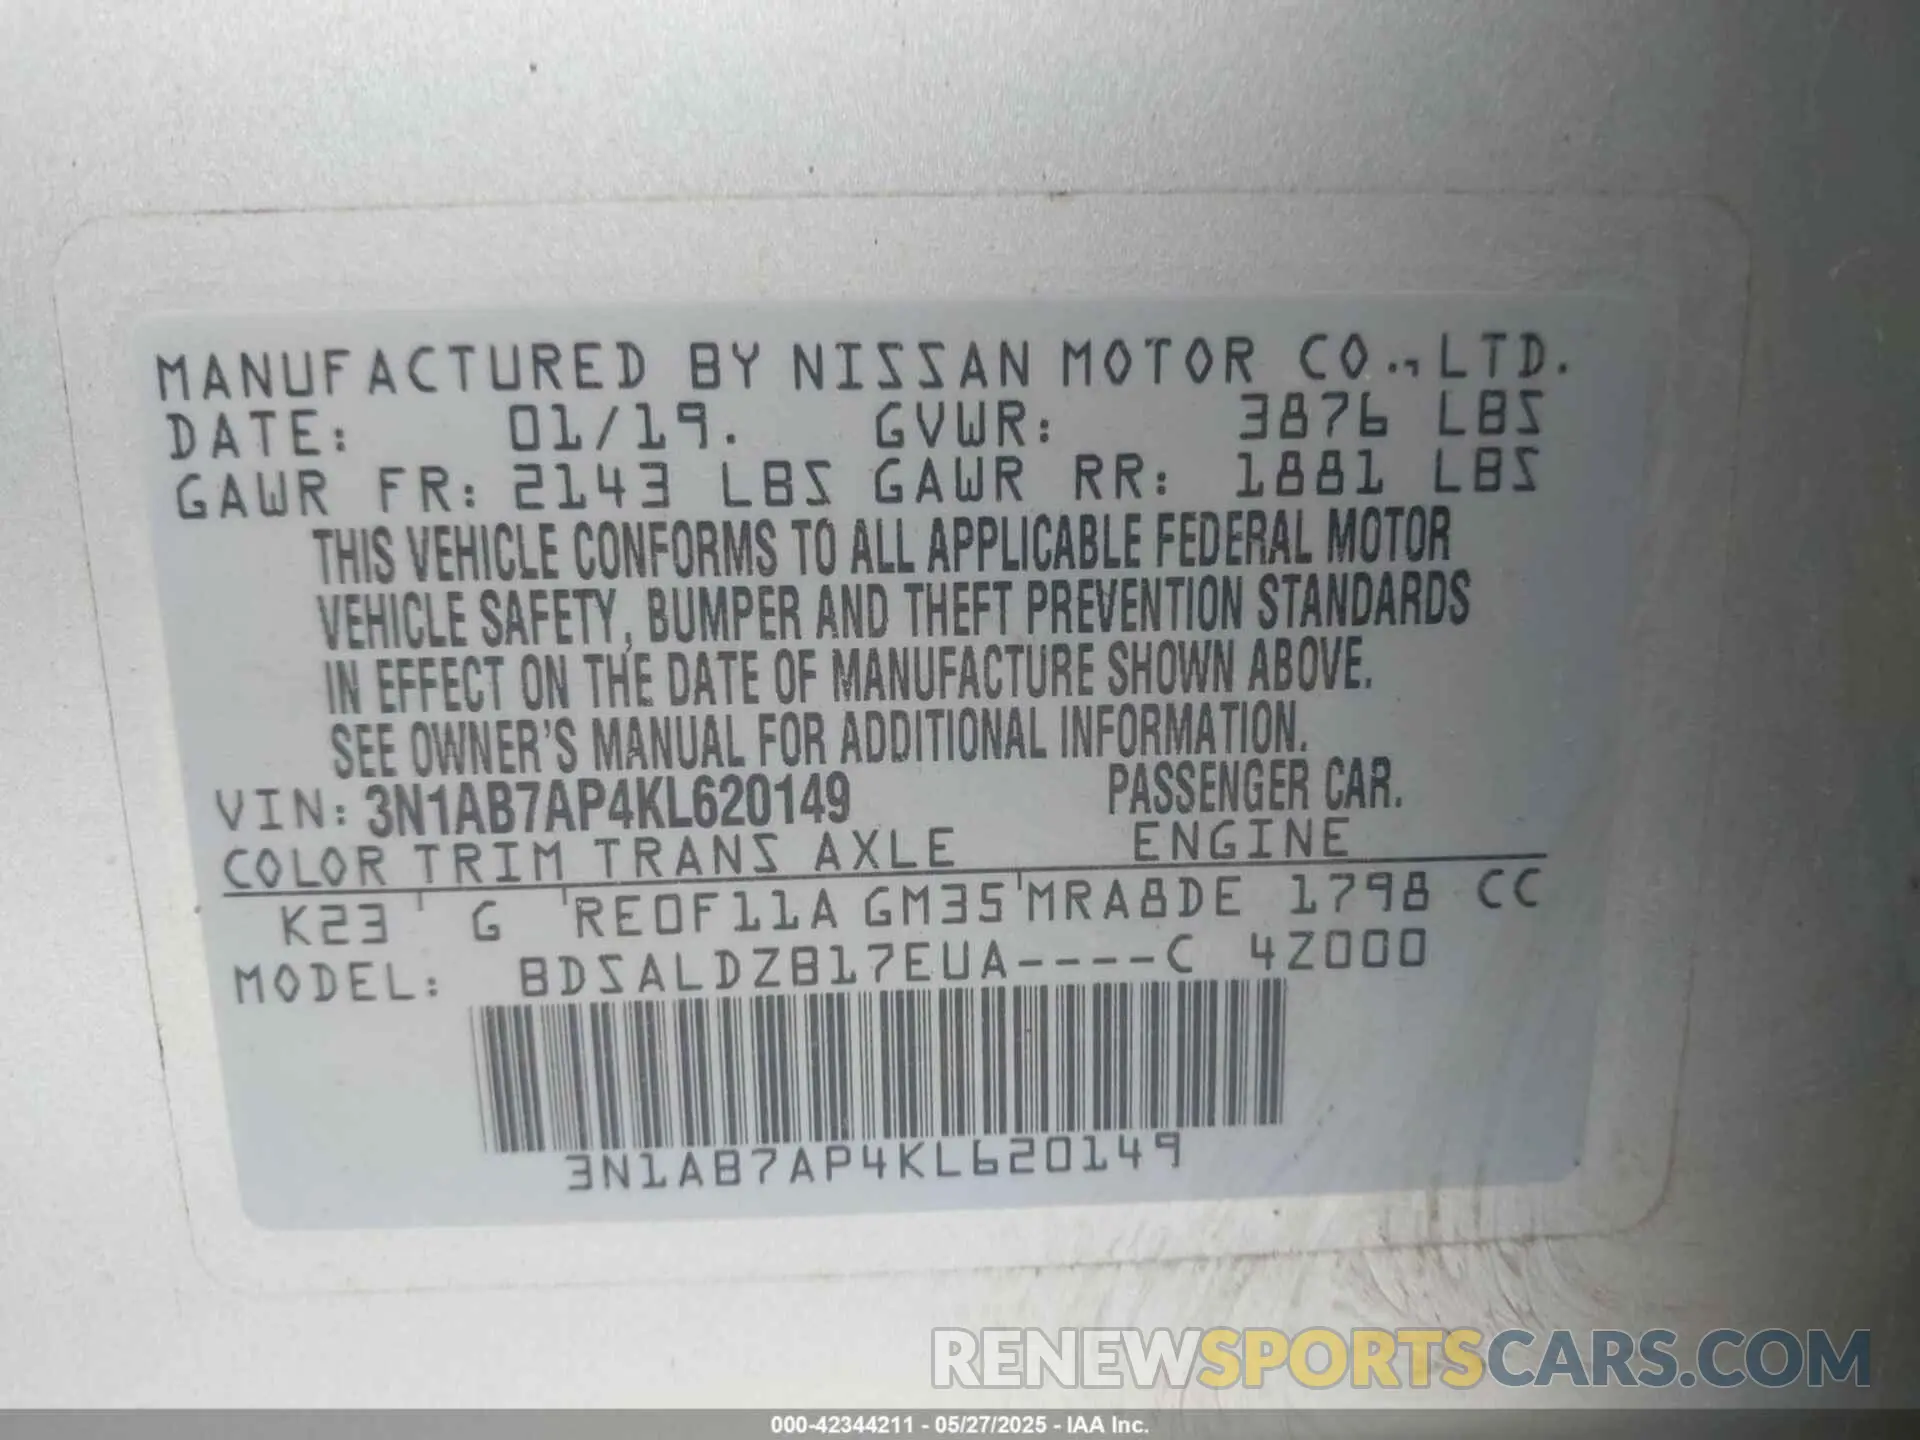 MANUFACTURED BY NISSAN MOTOR CO.,LTD.
DATE: 01/19. GVWR: 3876 LBS
GAWR FR: 2143 LBS GAWR RR: 1881 LBS
THIS VEHICLE CONFORMS TO ALL APPLICABLE FEDERAL MOTOR
VEHICLE SAFETY, BUMPER AND THEFT PREVENTION STANDARDS
IN EFFECT ON THE DATE OF MANUFACTURE SHOWN ABOVE.
SEE OWNER'S MANUAL FOR ADDITIONAL INFORMATION.
VIN: 3N1AB7AP4KL620149 PASSENGER CAR.
COLOR TRIM TRANS AXLE ENGINE
K23 G RE0F11A GM35 MRA8DE 1798 CC
MODEL: BDSALDZB17EUA----C 4Z000
3N1AB7AP4KL620149
RENEWSPORTSCARS.COM
000-42344211 - 05/27/2025 - IAA Inc.